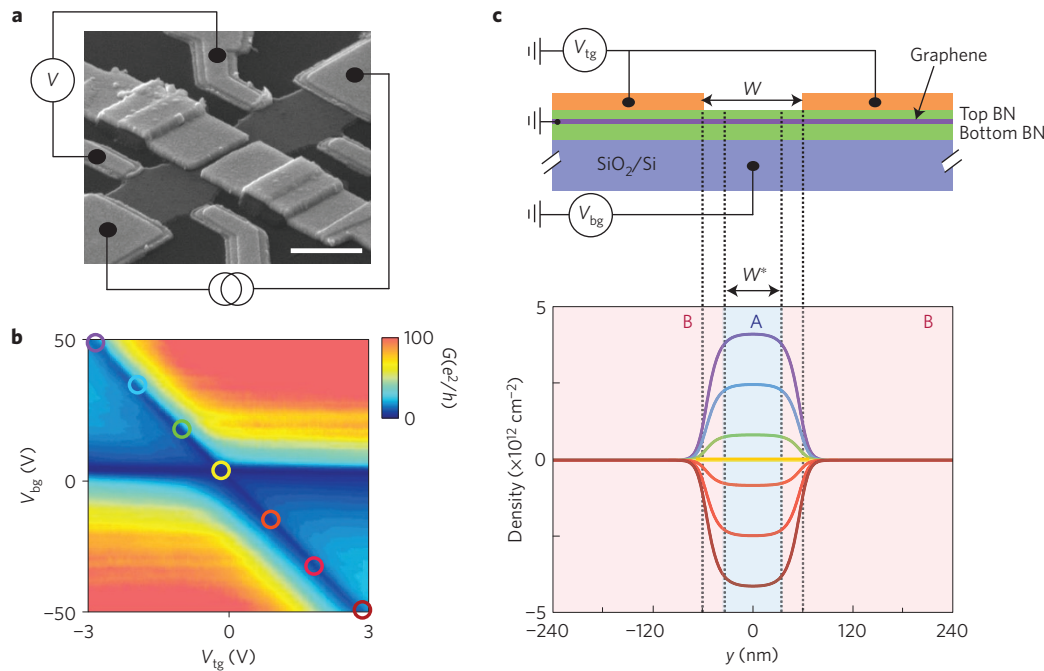 a
V
b
50
0
−50
V_bg (V)
−3
0
3
V_tg (V)
100
0
G(e²/h)
c
V_tg
Graphene
W
Top BN
Bottom BN
SiO₂/Si
V_bg
W*
B
A
B
5
0
−5
Density (×10¹² cm⁻²)
−240
−120
0
120
240
y (nm)